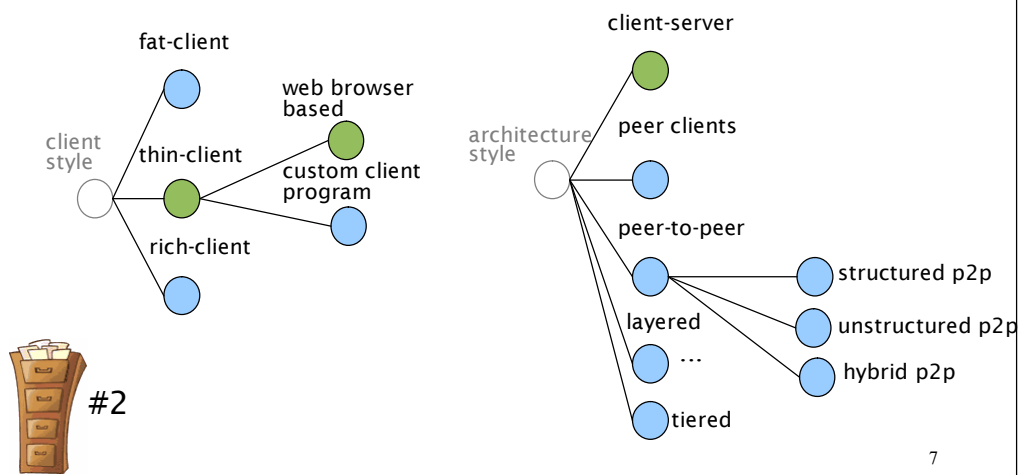 fat-client
web browser
based
client
style
thin-client
custom client
program
rich-client
#2
client-server
architecture
style
peer clients
peer-to-peer
structured p2p
layered
unstructured p2p
...
hybrid p2p
tiered
7